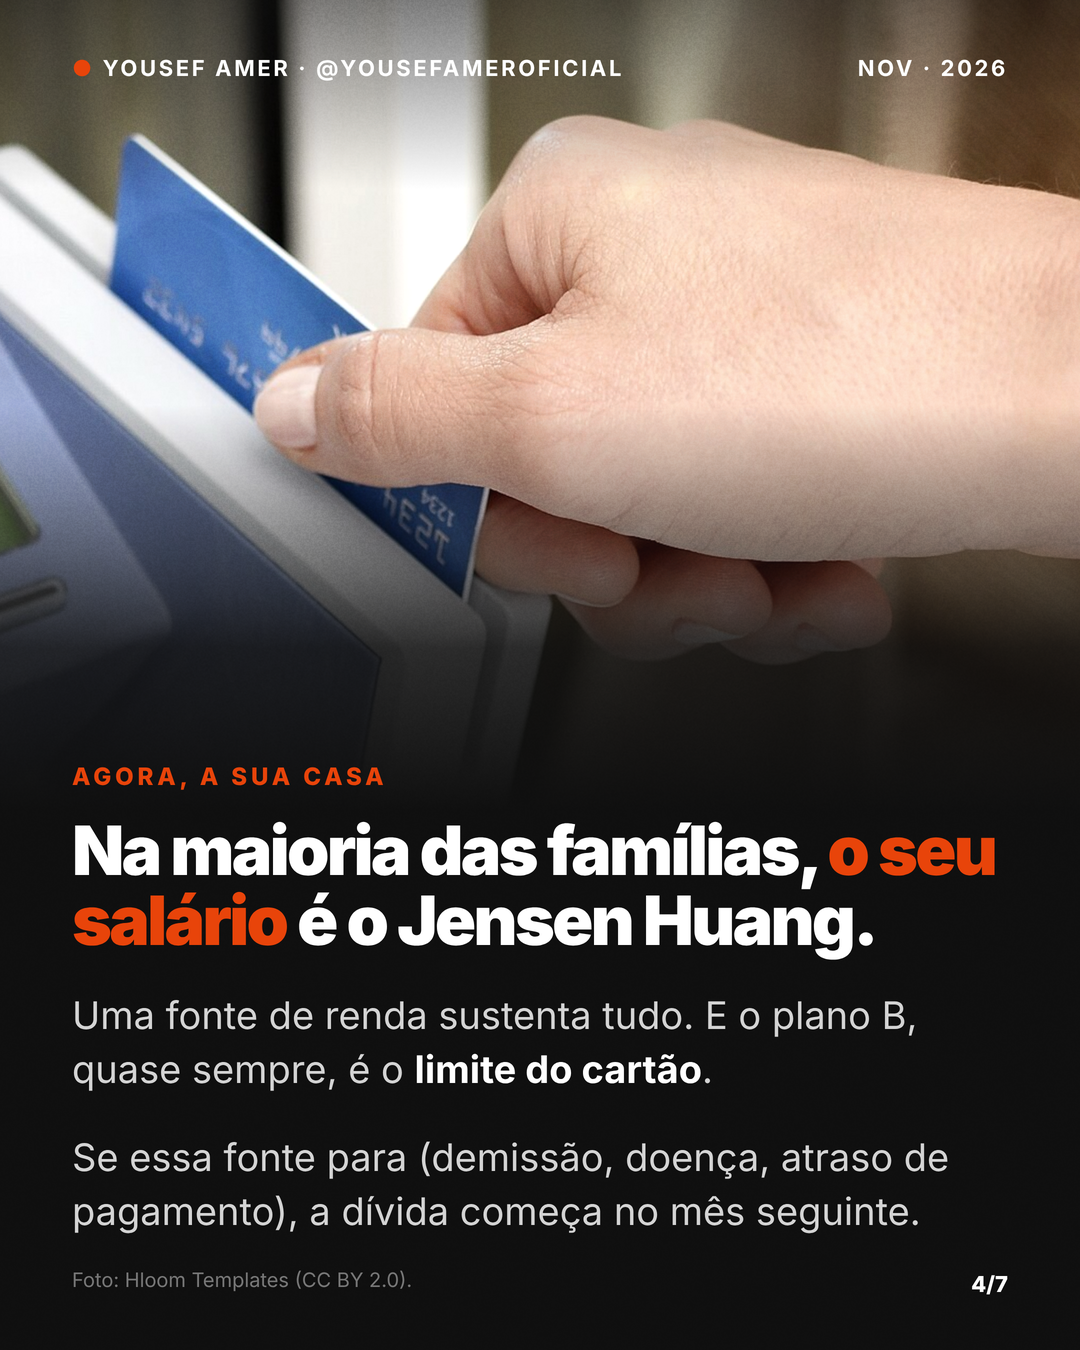 YOUSEF AMER · @YOUSEFAMEROFICIAL
NOV · 2026
1234
1234
AGORA, A SUA CASA
Na maioria das famílias, o seu
salário é o Jensen Huang.
Uma fonte de renda sustenta tudo. E o plano B,
quase sempre, é o limite do cartão.
Se essa fonte para (demissão, doença, atraso de
pagamento), a dívida começa no mês seguinte.
Foto: Hloom Templates (CC BY 2.0).
4/7